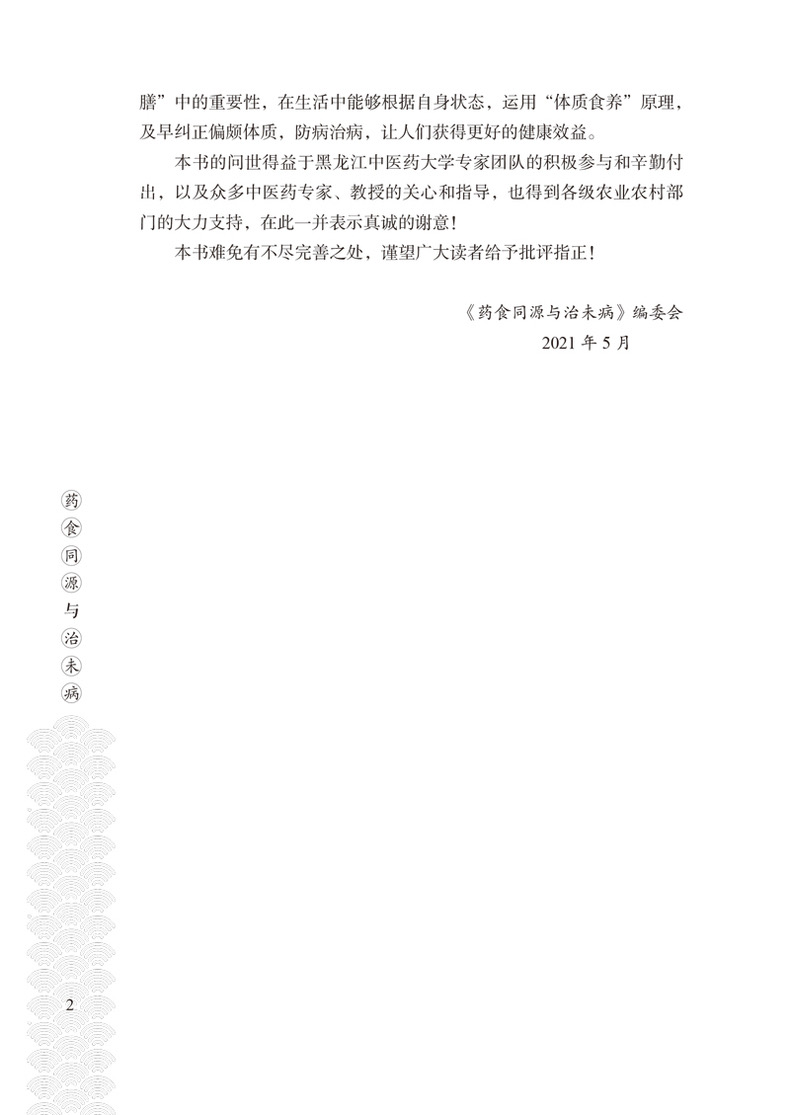 膳”中的重要性，在生活中能够根据自身状态，运用“体质食养”原理，
及早纠正偏颇体质，防病治病，让人们获得更好的健康效益。
本书的问世得益于黑龙江中医药大学专家团队的积极参与和辛勤付
出，以及众多中医药专家、教授的关心和指导，也得到各级农业农村部
门的大力支持，在此一并表示真诚的谢意！
本书难免有不尽完善之处，谨望广大读者给予批评指正！
《药食同源与治未病》编委会
2021 年 5 月
药食同源与治未病
2